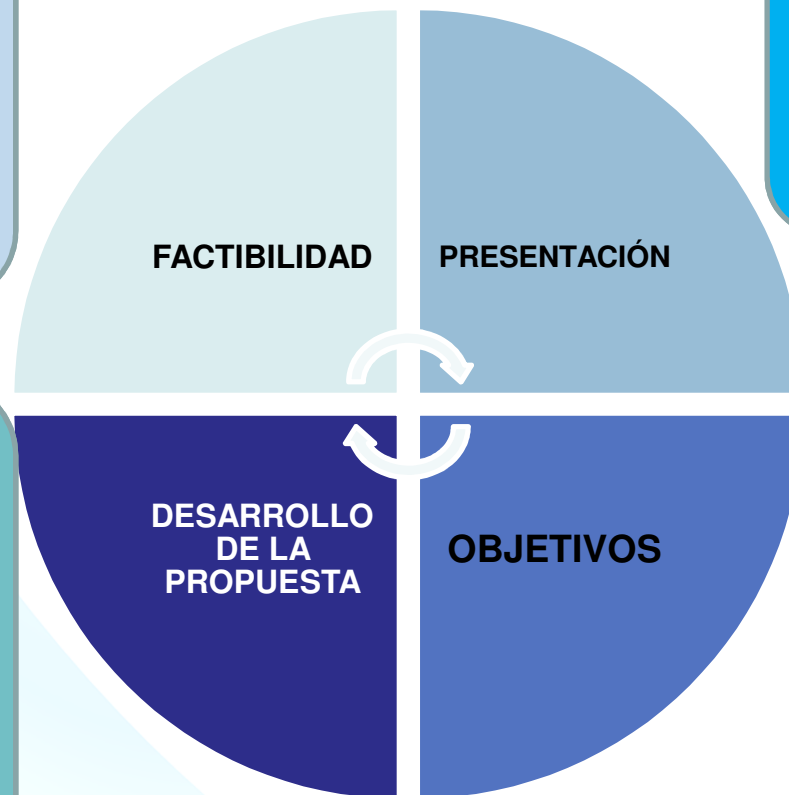 FACTIBILIDAD
PRESENTACIÓN
DESARROLLO
DE LA
PROPUESTA
OBJETIVOS